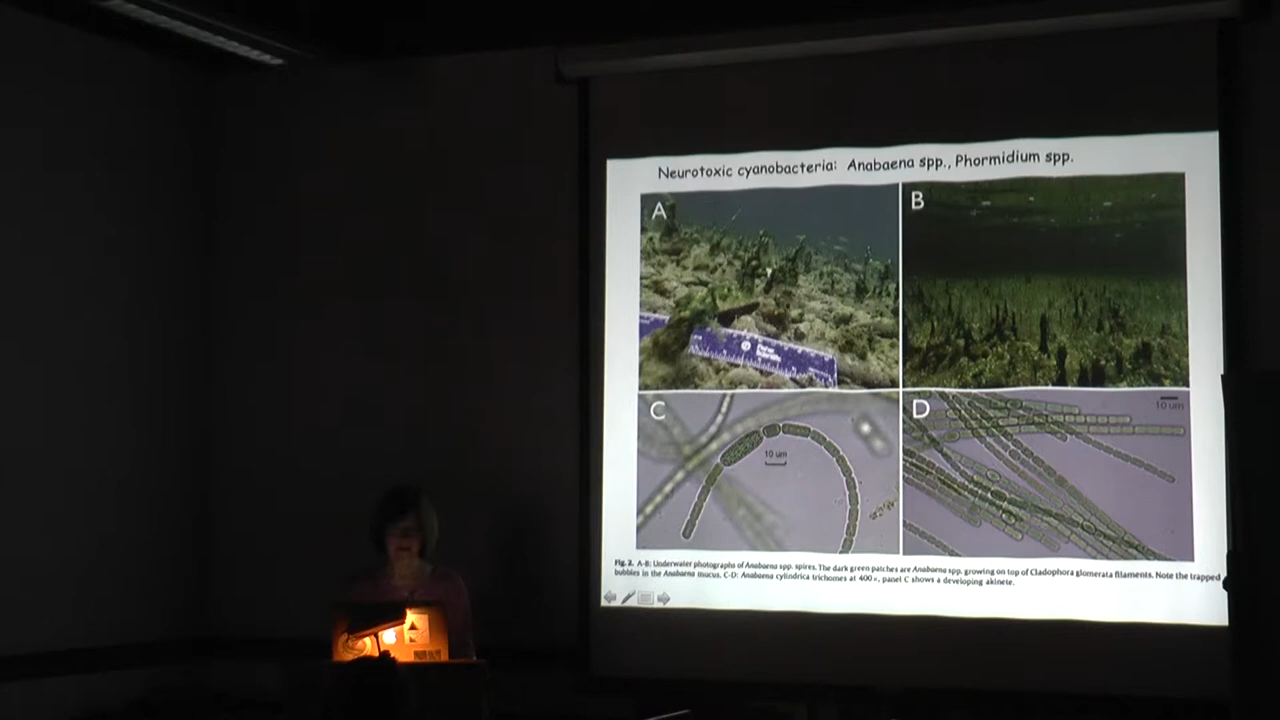 Neurotoxic cyanobacteria: Anabaena spp., Phormidium spp.
A
B
Fisher
Scientific
C
10 um
D
10 um
Fig. 2. A-B: Underwater photographs of Anabaena spp. spires. The dark green patches are Anabaena spp. growing on top of Cladophora glomerata filaments. Note the trapped
bubbles in the Anabaena mucus. C-D: Anabaena cylindrica trichomes at 400×, panel C shows a developing akinete.